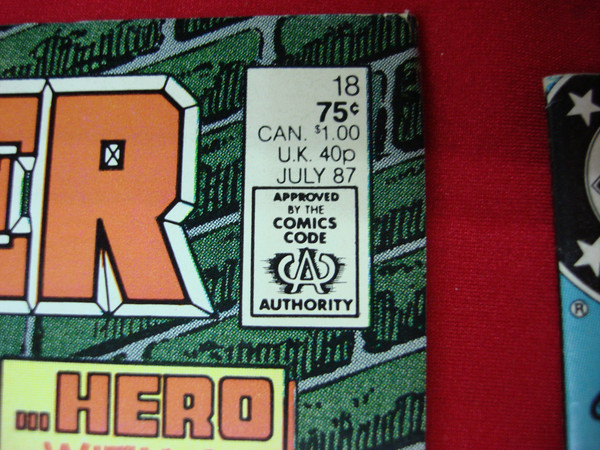 ER
18
75¢
CAN. $1.00
U.K. 40p
JULY 87
APPROVED
BY THE
COMICS
CODE
CA
AUTHORITY
...HERO
®